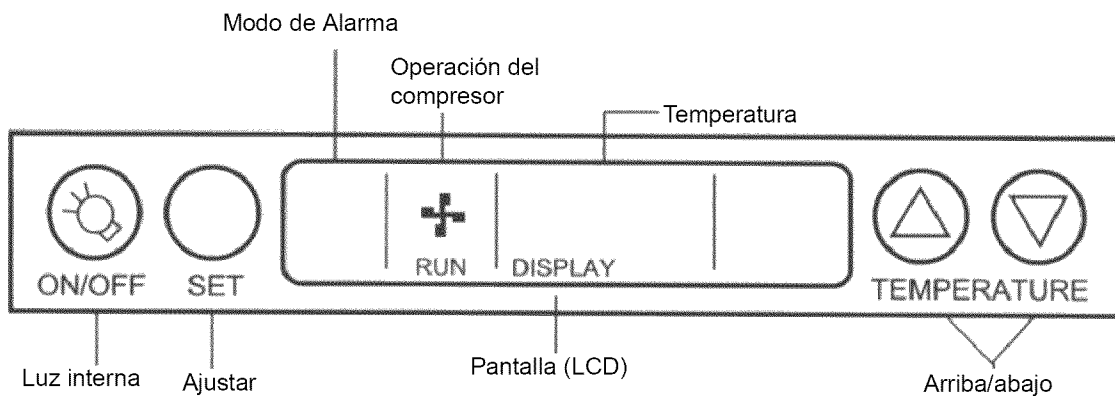 Modo de Alarma
Operación del
compresor
Temperatura
RUN
DISPLAY
ON/OFF
SET
TEMPERATURE
Luz interna
Ajustar
Pantalla (LCD)
Arriba/abajo